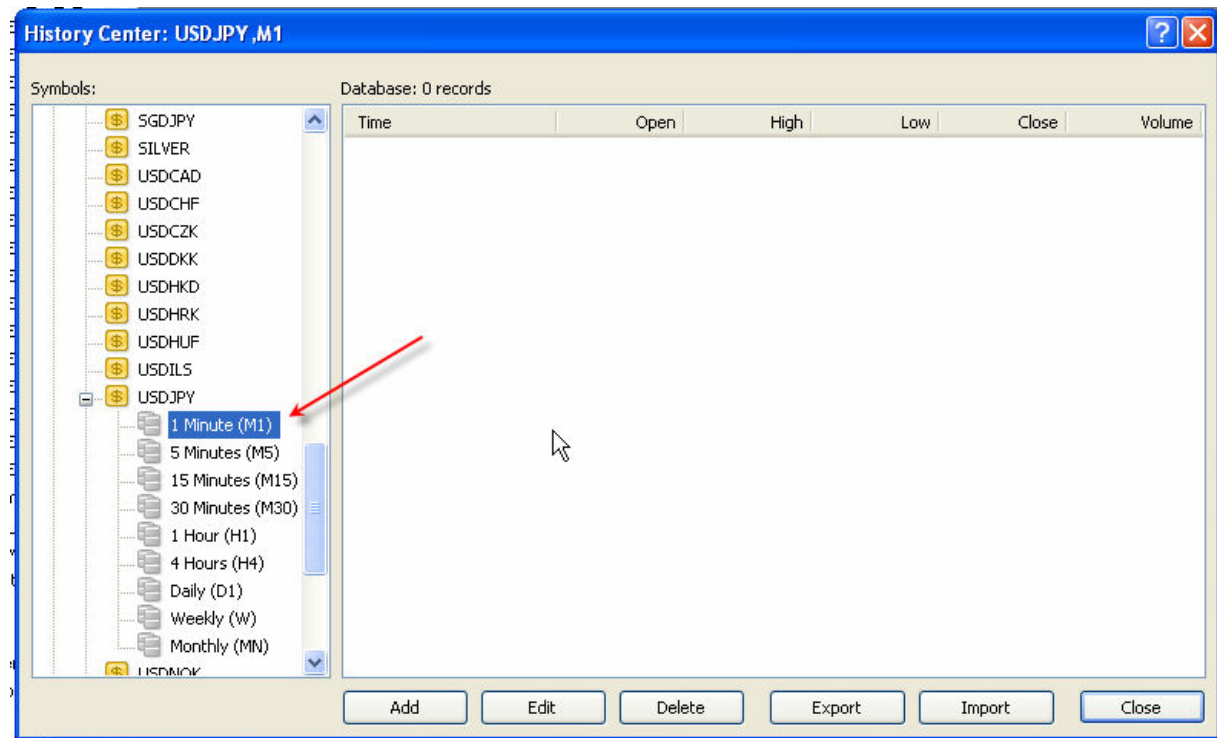 History Center: USDJPY,M1
Symbols:
Database: 0 records
Time Open High Low Close Volume
SGDJPY
SILVER
USDCAD
USDCHF
USDCZK
USDDKK
USDHKD
USDHRK
USDHUF
USDILS
USDJPY
1 Minute (M1)
5 Minutes (M5)
15 Minutes (M15)
30 Minutes (M30)
1 Hour (H1)
4 Hours (H4)
Daily (D1)
Weekly (W)
Monthly (MN)
USDNOK
Add Edit Delete Export Import Close